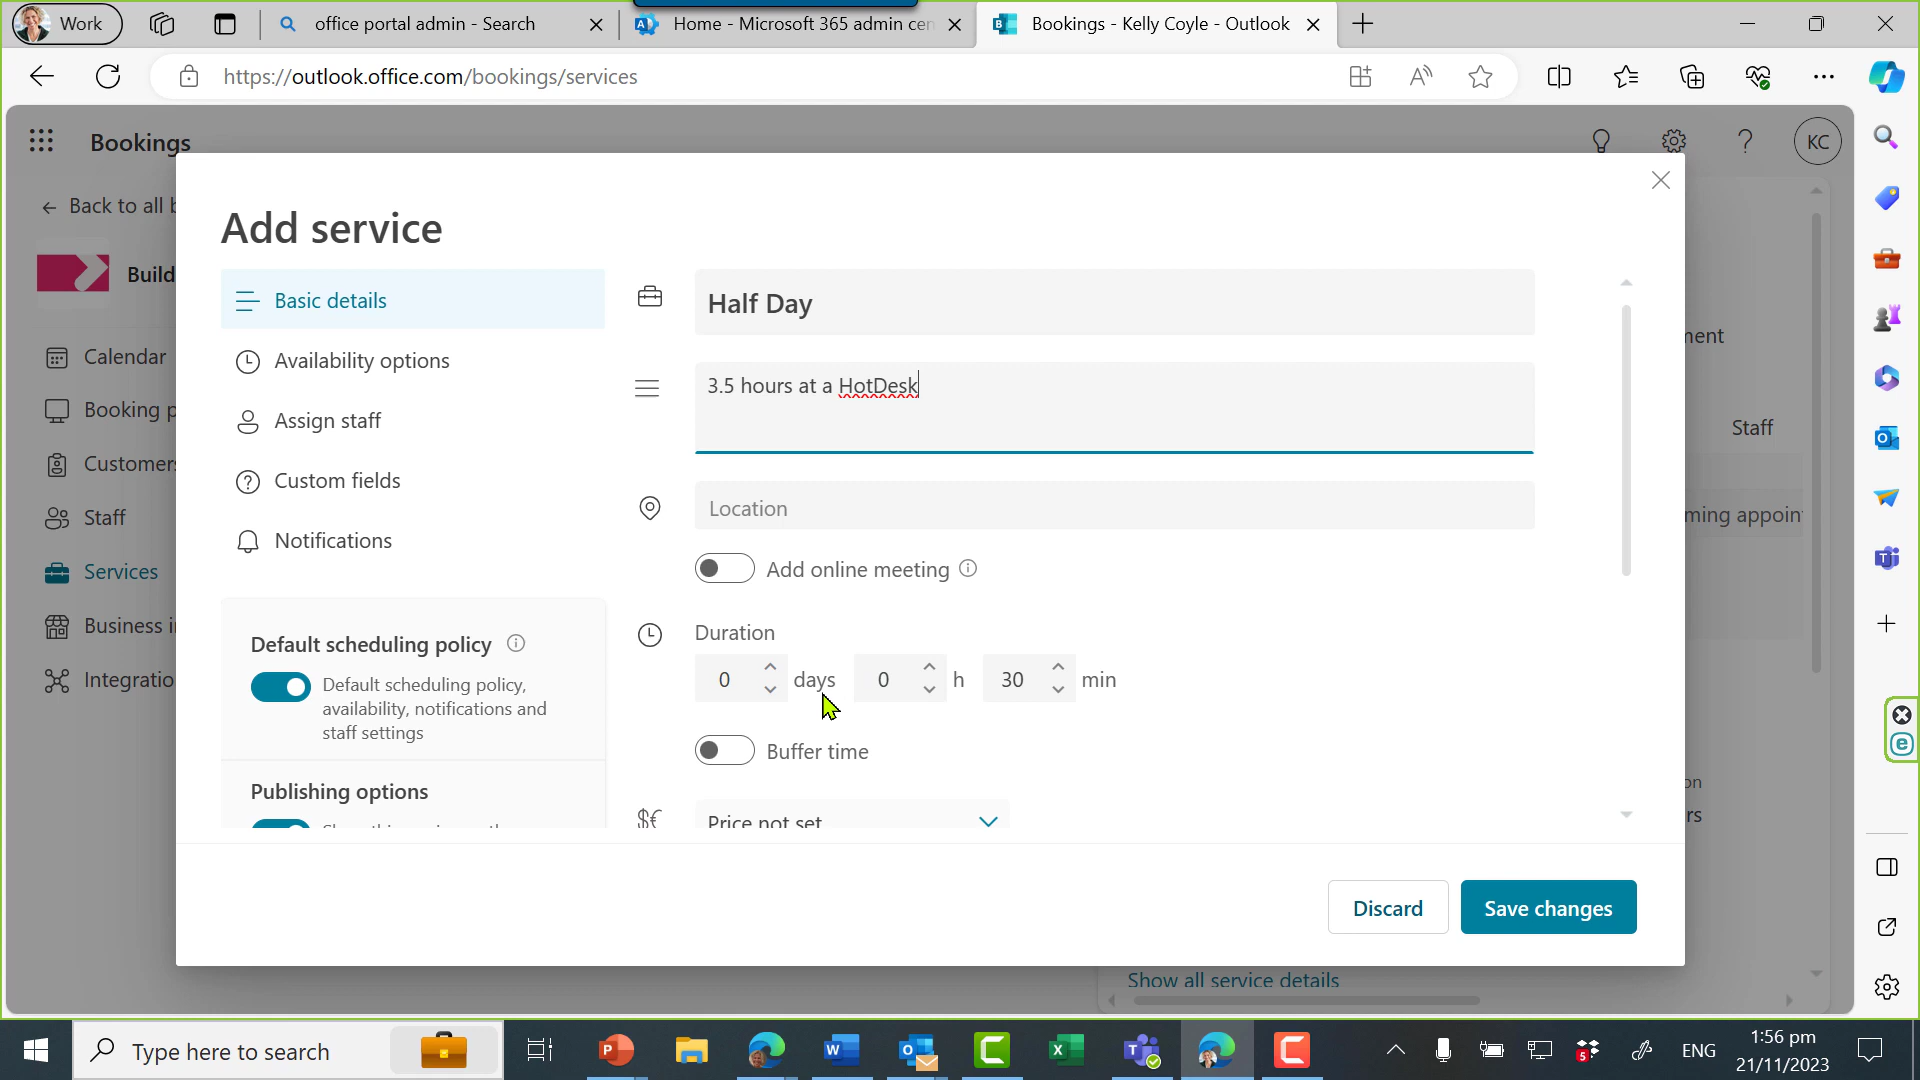 Work
office portal admin - Search
Home - Microsoft 365 admin cen
Bookings - Kelly Coyle - Outlook
https://outlook.office.com/bookings/services
Bookings
KC
Back to all b
Build
Calendar
Booking p
Customers
Staff
Services
Business i
Integratio
Add service
Basic details
Availability options
Assign staff
Custom fields
Notifications
Default scheduling policy
Default scheduling policy,
availability, notifications and
staff settings
Publishing options
Half Day
3.5 hours at a HotDesk
Location
Add online meeting
Duration
0 days 0 h 30 min
Buffer time
Price not set
Discard
Save changes
ment
Staff
ming appoin
on
rs
Show all service details
Type here to search
ENG
1:56 pm
21/11/2023